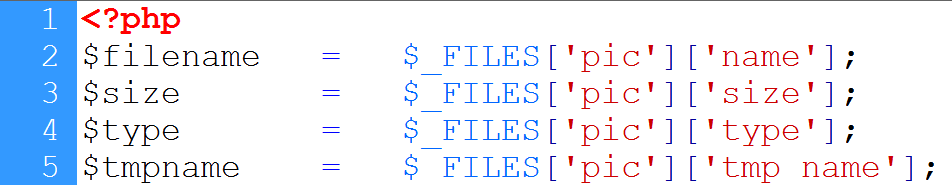 1 <?php
2 $filename = $_FILES['pic']['name'];
3 $size = $_FILES['pic']['size'];
4 $type = $_FILES['pic']['type'];
5 $tmpname = $_FILES['pic']['tmp name'];